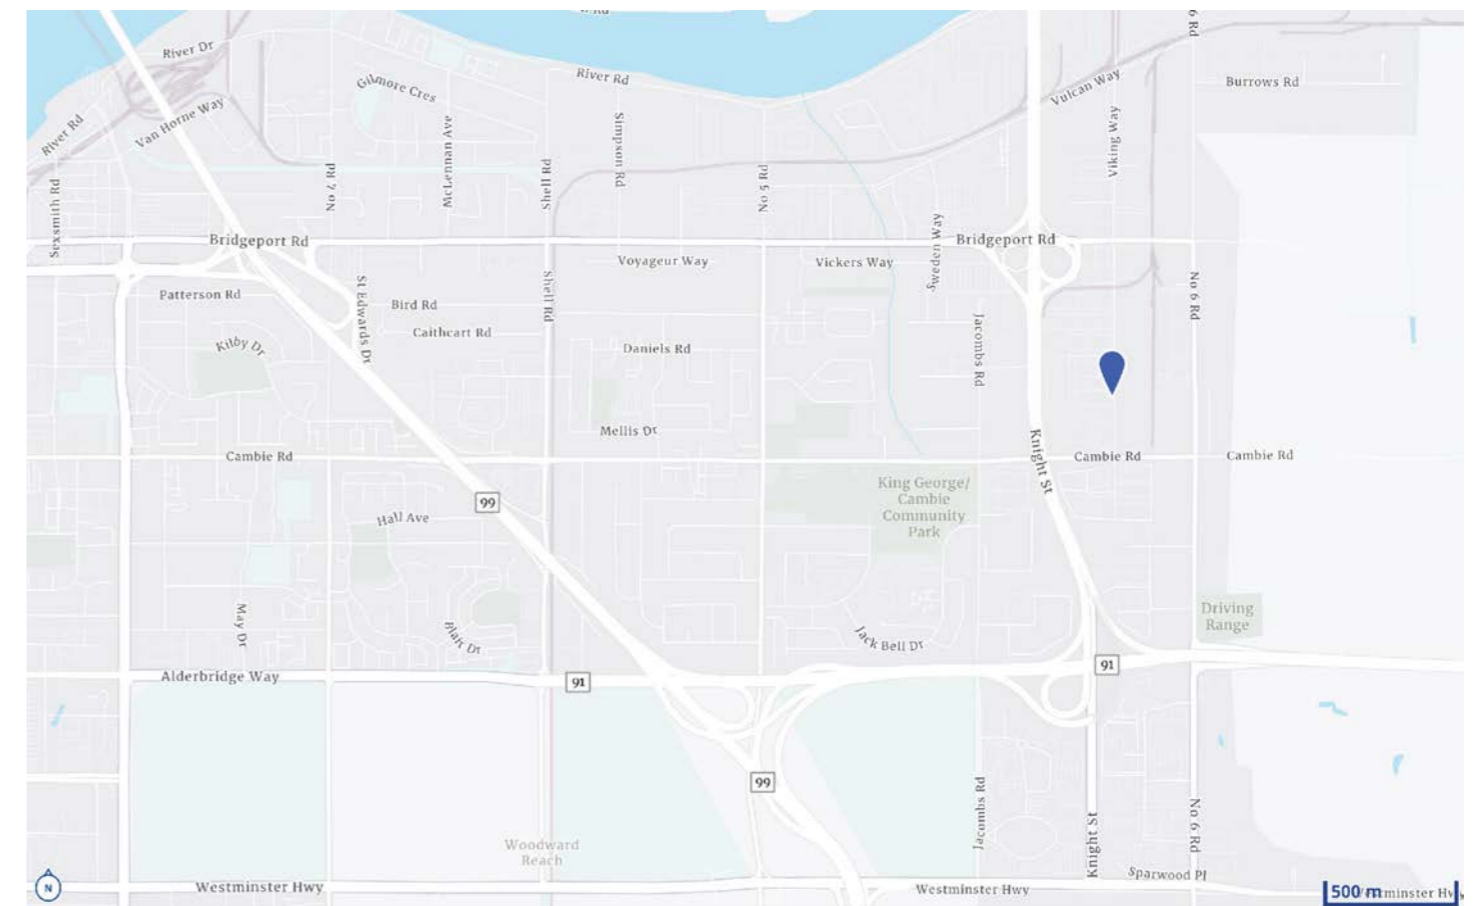 6 Rd
River Dr
River Rd
Gilmore Cres
Vulcan Way
Burrows Rd
Van Horne Way
River Rd
McLennan Ave
Simpson Rd
Viking Way
Sexsmith Rd
No 7 Rd
Shell Rd
No 5 Rd
Bridgeport Rd
Sweden Way
Bridgeport Rd
Voyageur Way
Vickers Way
Patterson Rd
St Edwards Dr
Bird Rd
Shell Rd
No 6 Rd
Caithcart Rd
Kilby Dr
Daniels Rd
Jacombs Rd
Mellis Dr
Cambie Rd
Knight St
Cambie Rd
Cambie Rd
99
King George/
Cambie
Community
Park
Hall Ave
May Dr
Blair Dr
Jack Bell Dr
Driving
Range
Alderbridge Way
91
91
99
Jacombs Rd
Knight St
No 6 Rd
Woodward
Reach
Sparwood Pl
N
Westminster Hwy
Westminster Hwy
500 m